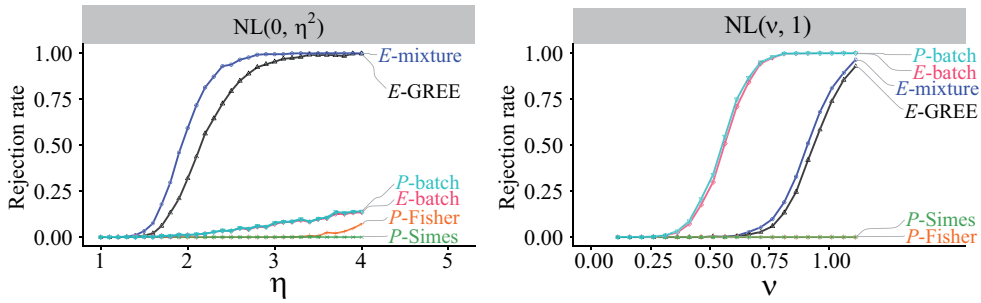 NL(0, η²)
Rejection rate
1.00
0.75
0.50
0.25
0.00
E-mixture
E-GREE
P-batch
E-batch
P-Fisher
P-Simes
1 2 3 4 5
η
NL(ν, 1)
Rejection rate
1.00
0.75
0.50
0.25
0.00
P-batch
E-batch
E-mixture
E-GREE
P-Simes
P-Fisher
0.00 0.25 0.50 0.75 1.00
ν